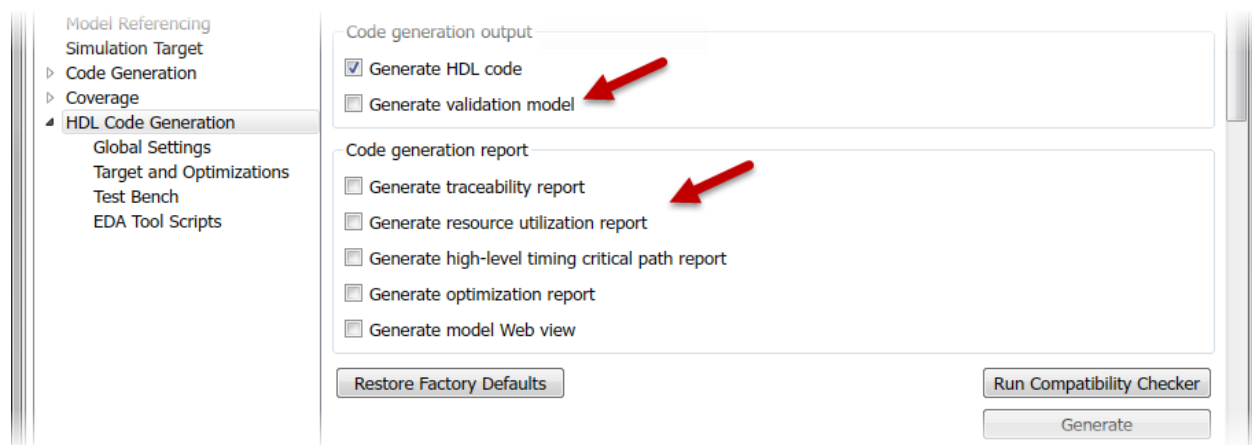 Model Referencing
Simulation Target
Code Generation
Coverage
HDL Code Generation
Global Settings
Target and Optimizations
Test Bench
EDA Tool Scripts
Code generation output
Generate HDL code
Generate validation model
Code generation report
Generate traceability report
Generate resource utilization report
Generate high-level timing critical path report
Generate optimization report
Generate model Web view
Restore Factory Defaults
Run Compatibility Checker
Generate